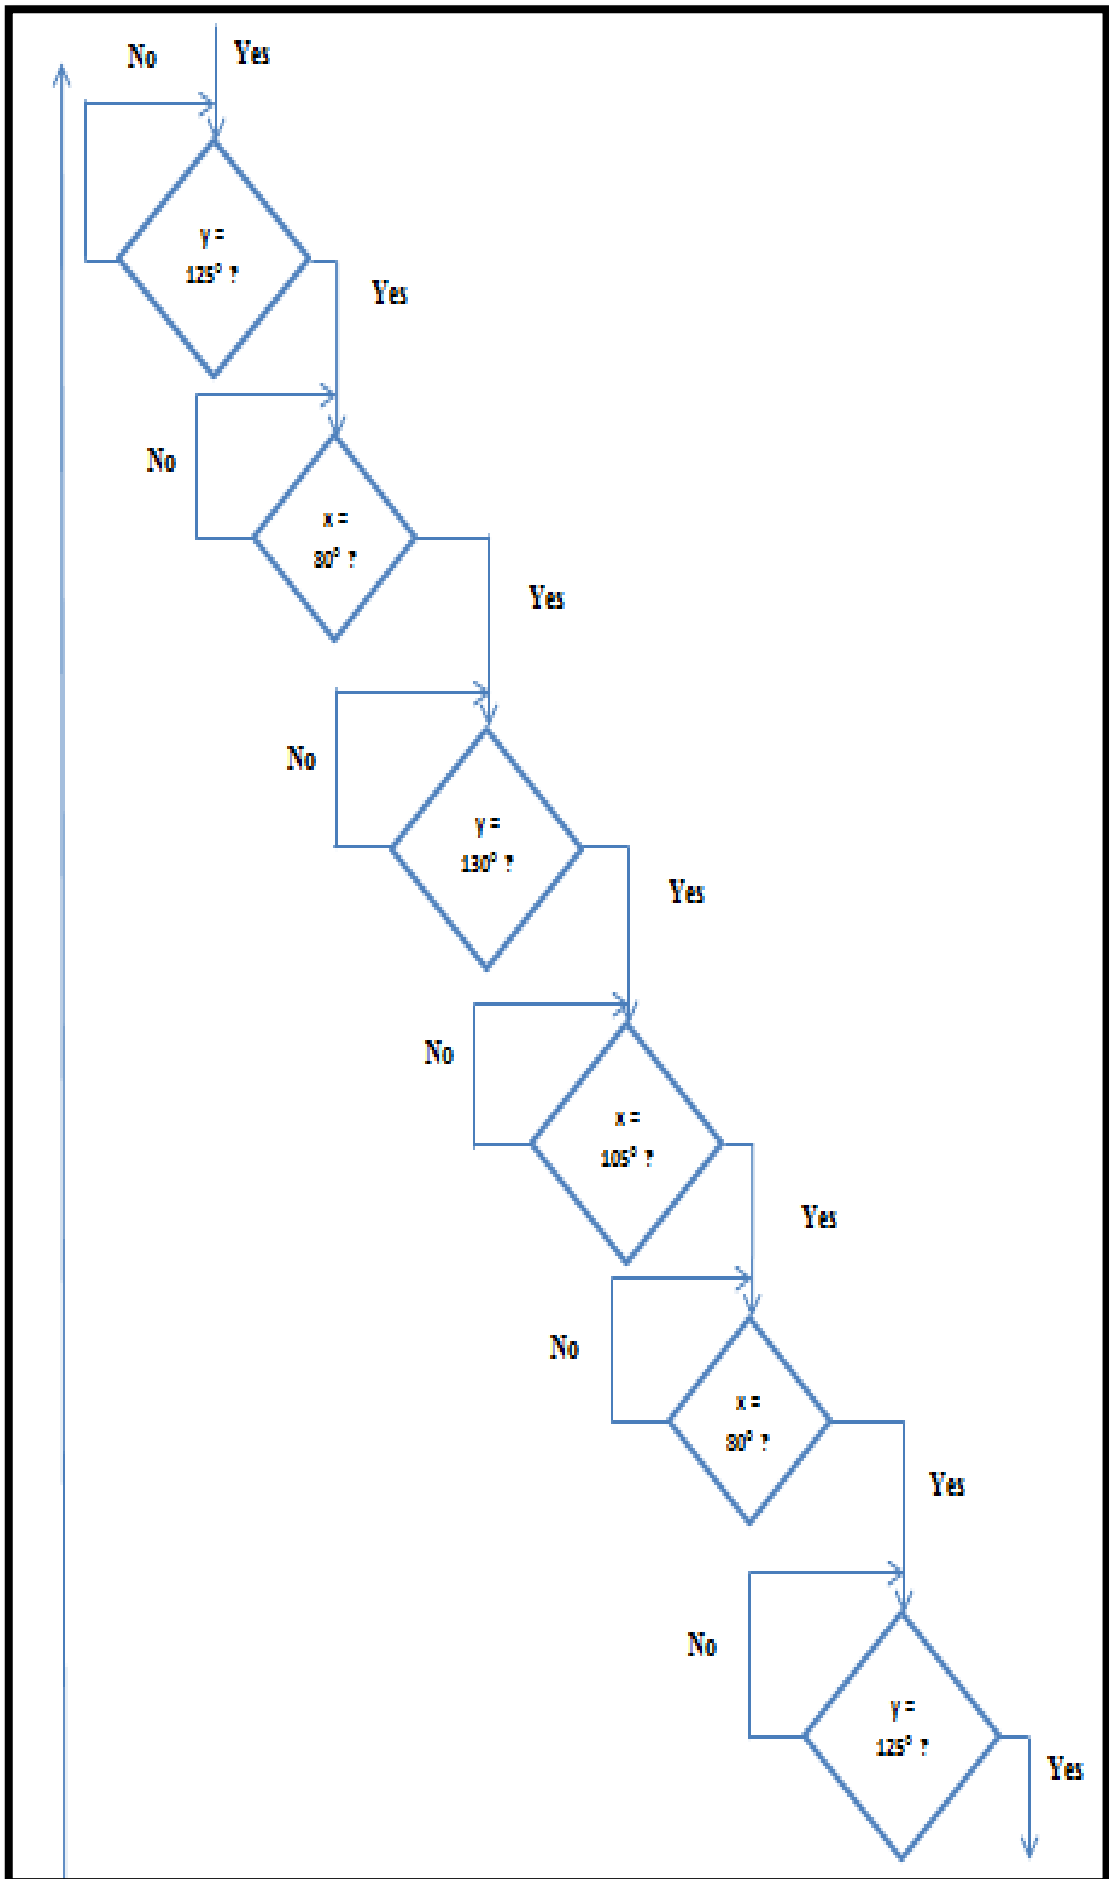 No
Yes
y =
125° ?
Yes
No
x =
80° ?
Yes
No
y =
130° ?
Yes
No
x =
105° ?
Yes
No
x =
80° ?
Yes
No
y =
125° ?
Yes